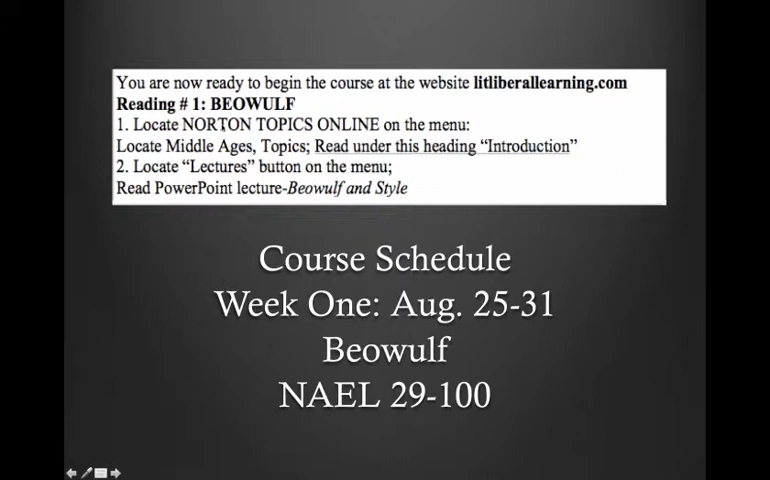 You are now ready to begin the course at the website litliberallearning.com
Reading # 1: BEOWULF
1. Locate NORTON TOPICS ONLINE on the menu:
Locate Middle Ages, Topics; Read under this heading “Introduction”
2. Locate “Lectures” button on the menu;
Read PowerPoint lecture-Beowulf and Style
Course Schedule
Week One: Aug. 25-31
Beowulf
NAEL 29-100